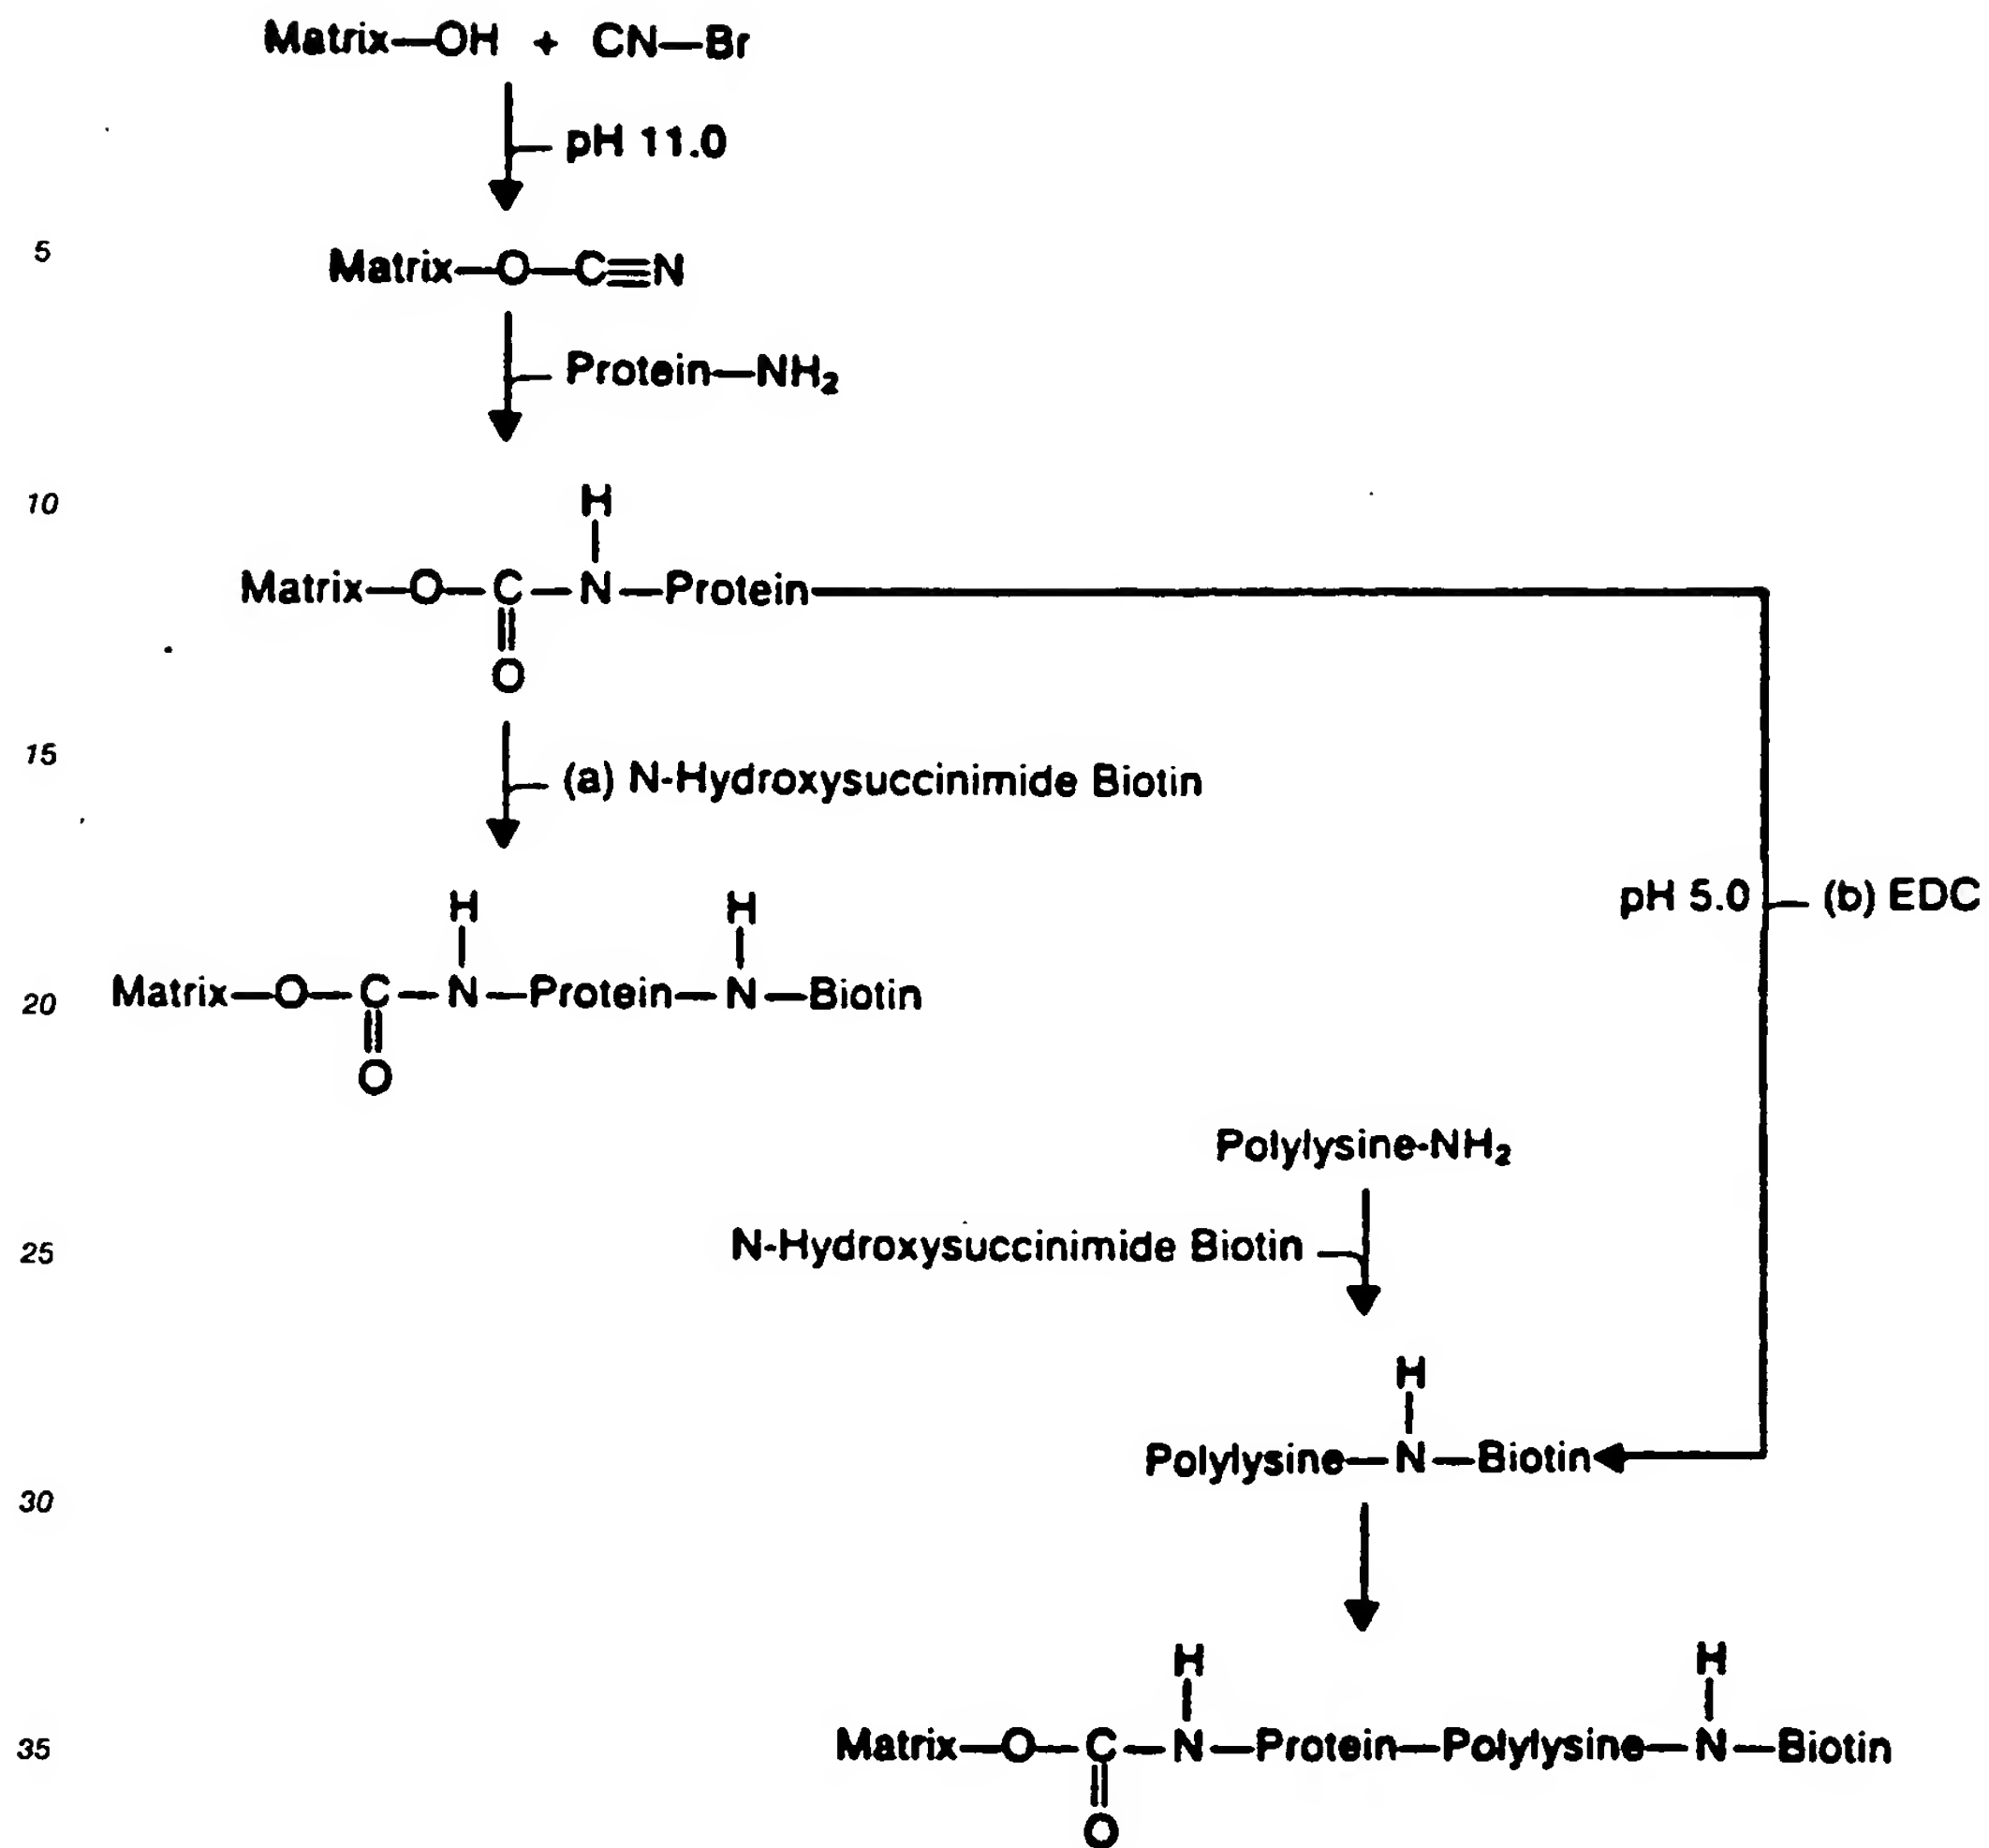 Matrix—OH + CN—Br
pH 11.0
5
Matrix—O—C≡N
Protein—NH₂
10
H
Matrix—O—C—N—Protein
O
15
(a) N-Hydroxysuccinimide Biotin
H H
pH 5.0 (b) EDC
20
Matrix—O—C—N—Protein—N—Biotin
O
Polylysine-NH₂
25
N-Hydroxysuccinimide Biotin
H
Polylysine—N—Biotin
30
H H
35
Matrix—O—C—N—Protein—Polylysine—N—Biotin
O